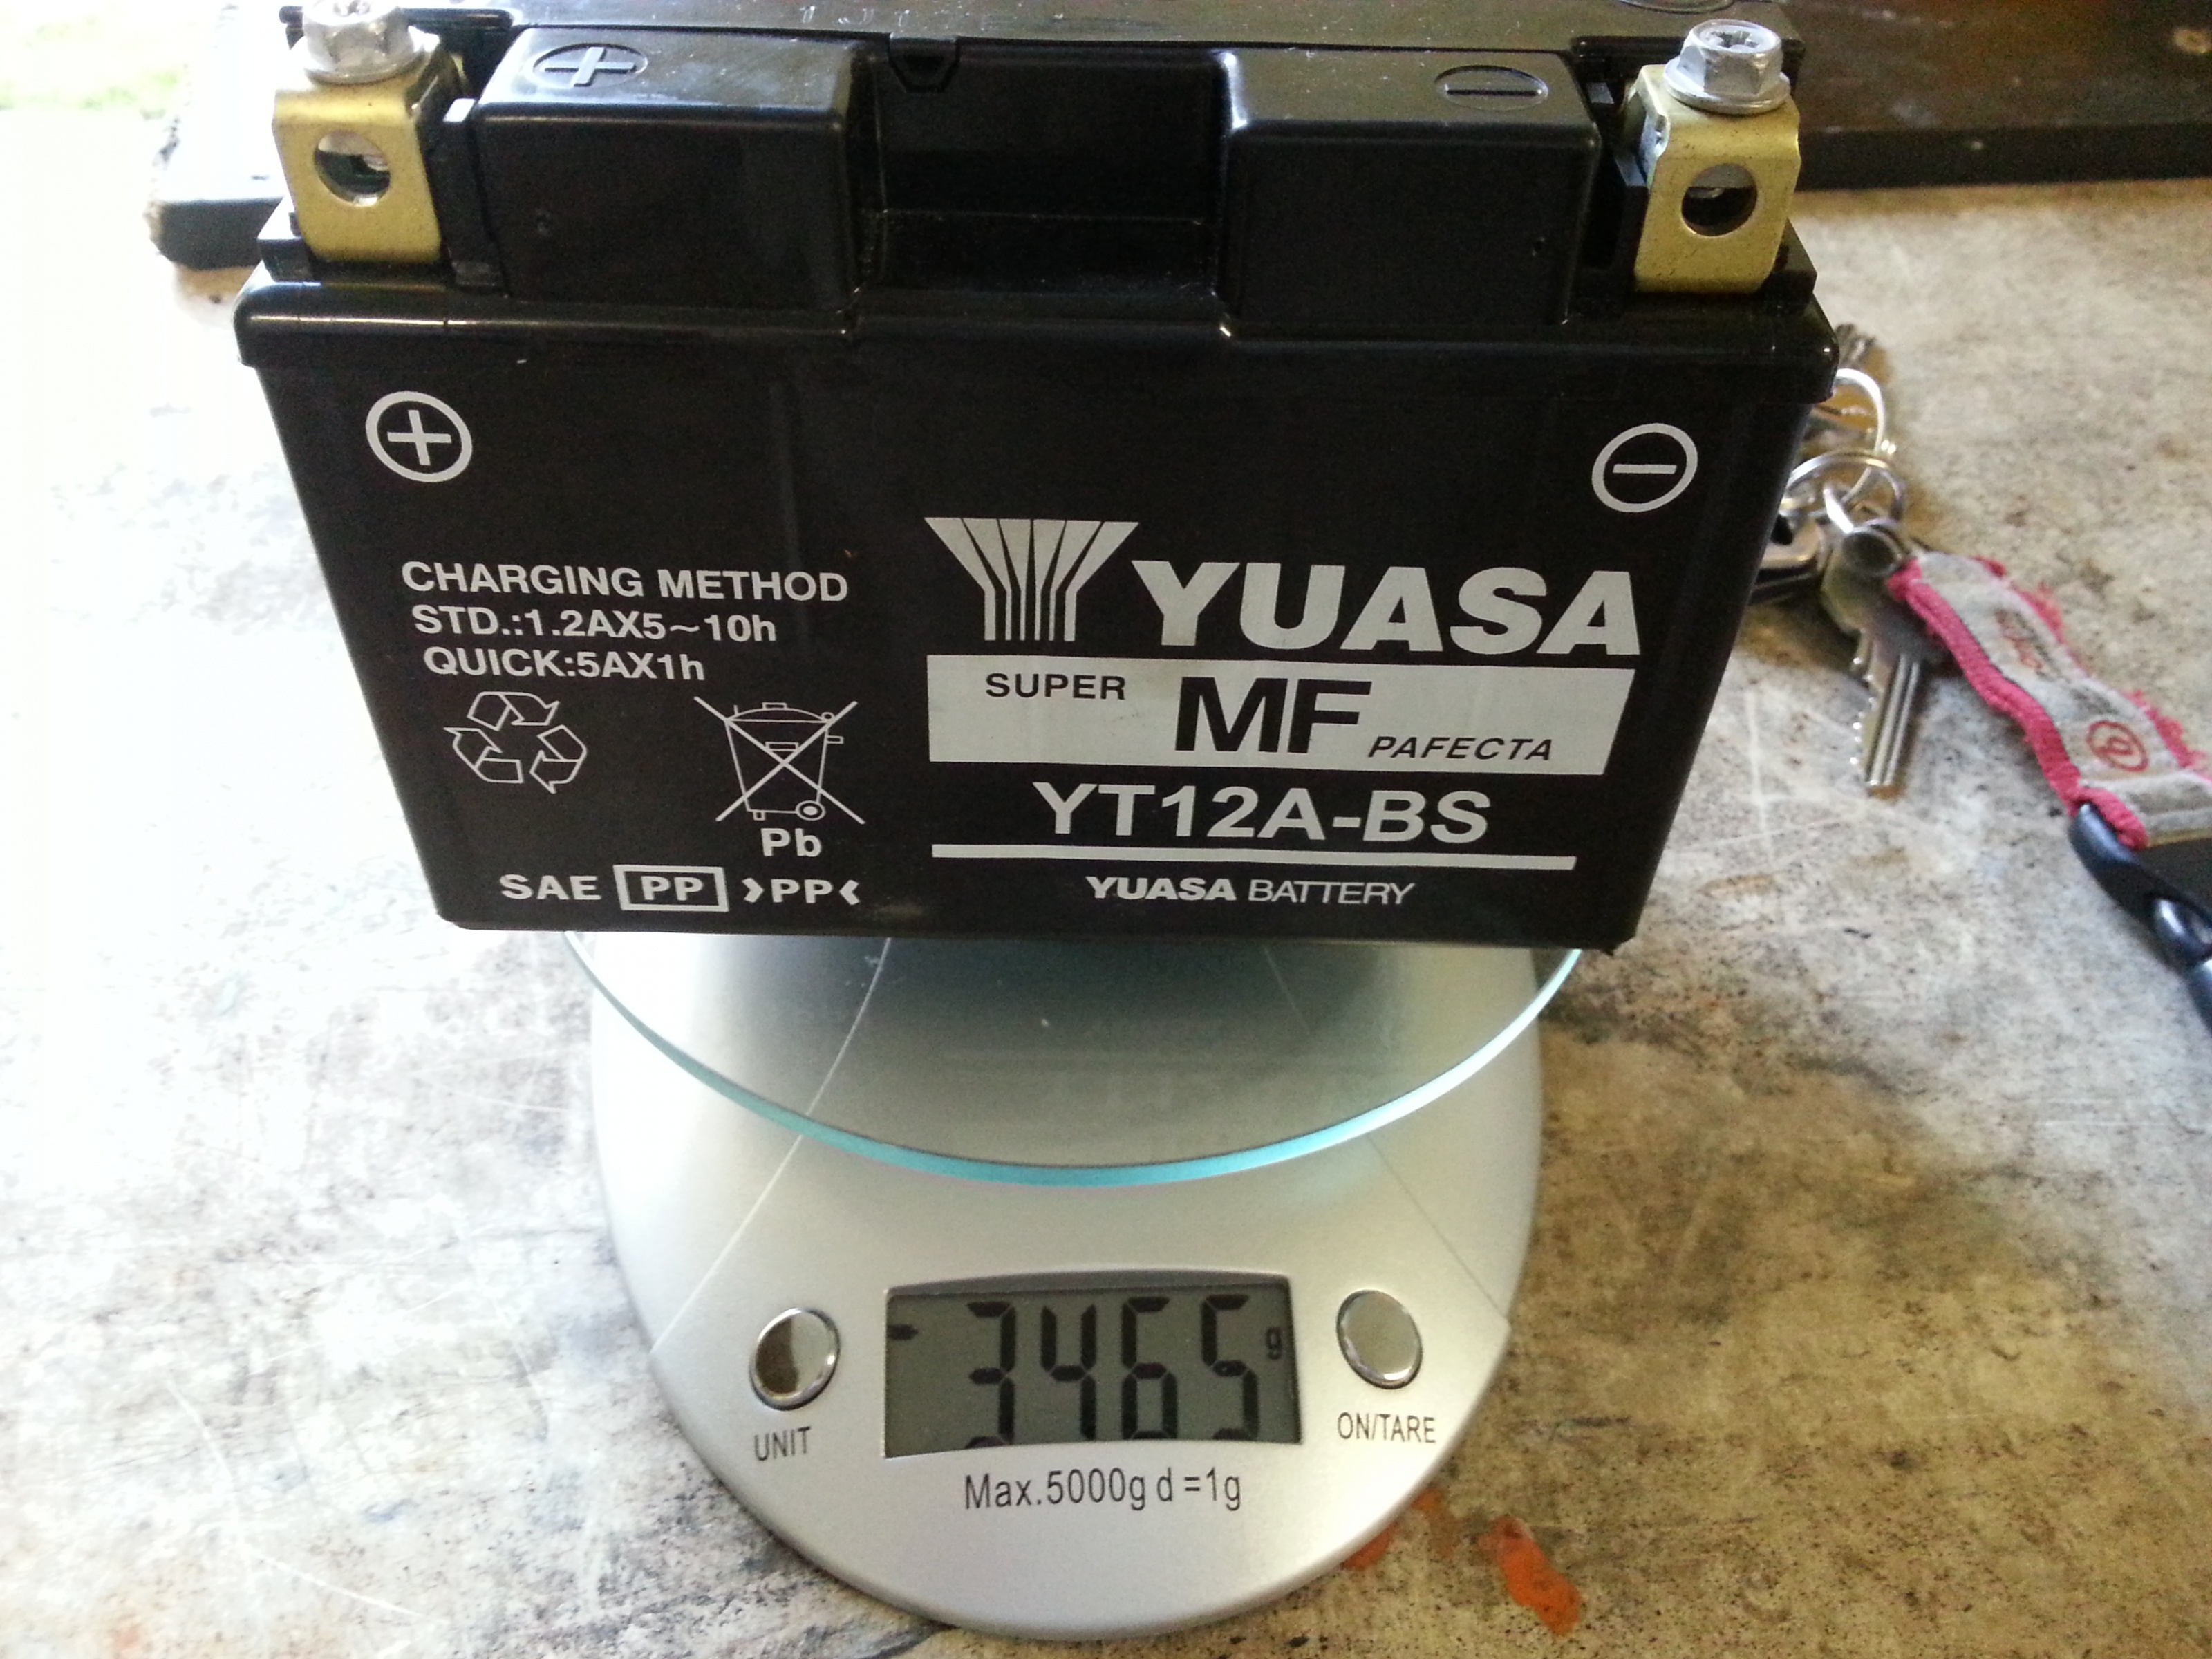 CHARGING METHOD
STD.:1.2AX5~10h
QUICK:5AX1h
Pb
SAE PP >PP<
YUASA
SUPER MF PAFECTA
YT12A-BS
YUASA BATTERY
3465 g
UNIT
ON/TARE
Max.5000g d=1g